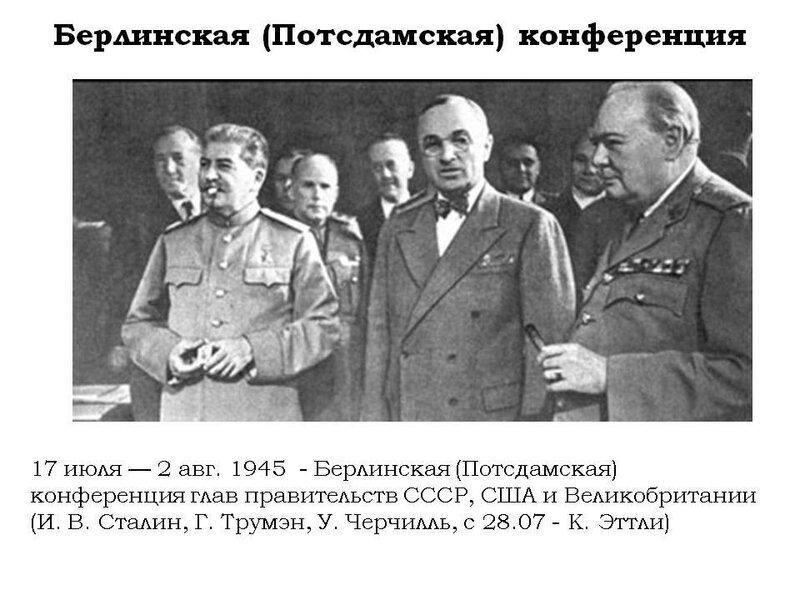 Берлинская (Потсдамская) конференция
17 июля — 2 авг. 1945 - Берлинская (Потсдамская)
конференция глав правительств СССР, США и Великобритании
(И. В. Сталин, Г. Трумэн, У. Черчилль, с 28.07 - К. Эттли)